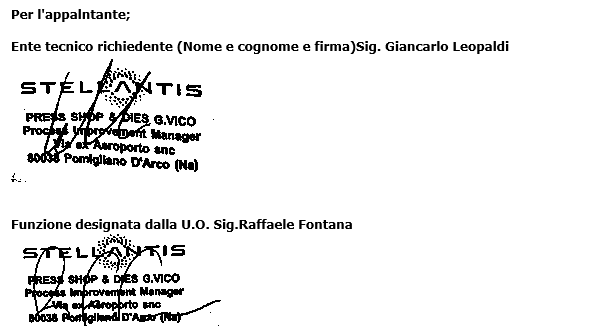 Per l'appalntante;
Ente tecnico richiedente (Nome e cognome e firma)Sig. Giancarlo Leopaldi
STELLANTIS
PRESS SHOP & DIES G.VICO
Process Improvement Manager
Via ex Aeroporto snc
80038 Pomigliano D'Arco (Na)
Funzione designata dalla U.O. Sig.Raffaele Fontana
STELLANTIS
PRESS SHOP & DIES G.VICO
Process Improvement Manager
Via ex Aeroporto snc
80038 Pomigliano D'Arco (Na)